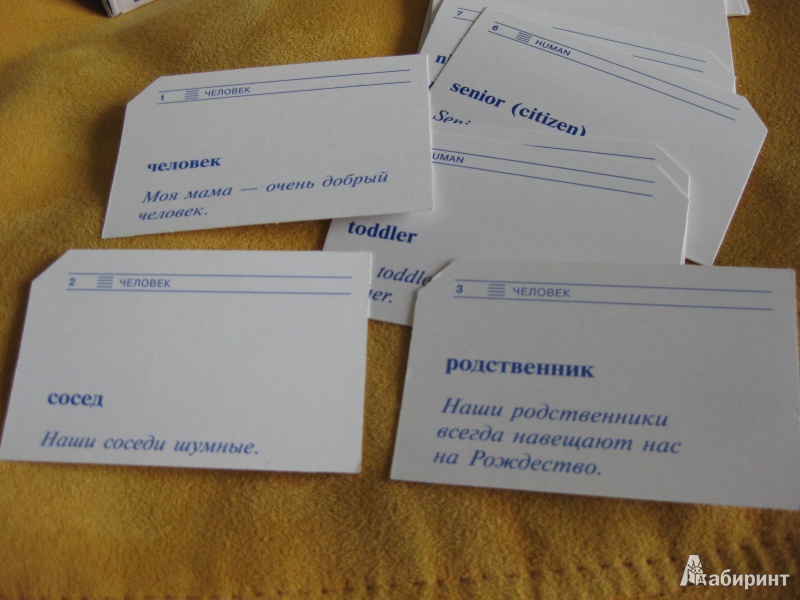 7
6 HUMAN
senior (citizen)
1 ЧЕЛОВЕК
человек
Моя мама — очень добрый
человек.
toddler
2 ЧЕЛОВЕК
сосед
Наши соседи шумные.
3 ЧЕЛОВЕК
родственник
Наши родственники
всегда навещают нас
на Рождество.
Лабиринт